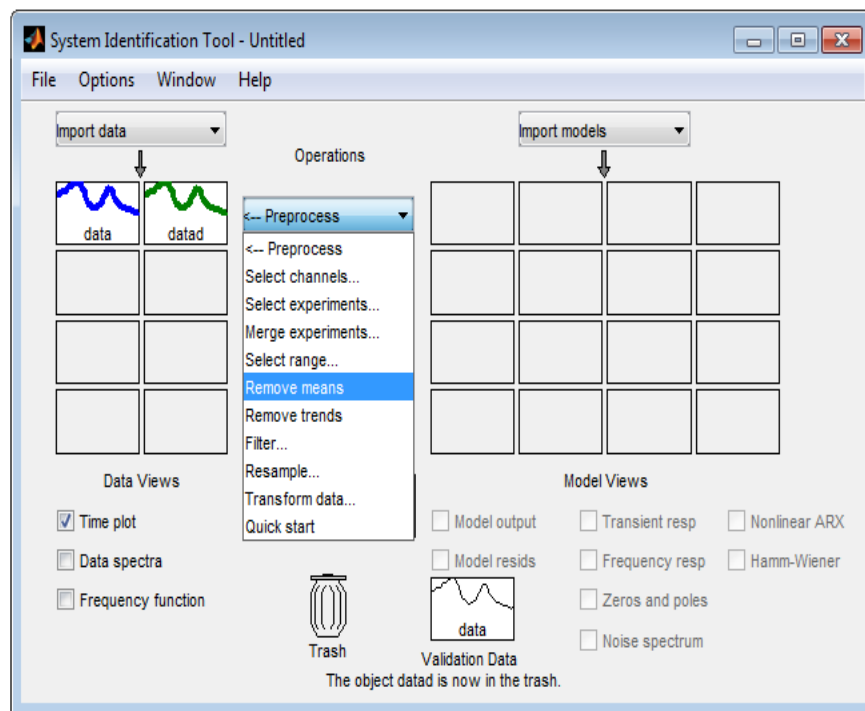 System Identification Tool - Untitled
File Options Window Help
Import data
Import models
Operations
data datad
<-- Preprocess
<-- Preprocess
Select channels...
Select experiments...
Merge experiments...
Select range...
Remove means
Remove trends
Filter...
Resample...
Transform data...
Quick start
Data Views
Time plot
Data spectra
Frequency function
Model Views
Model output Transient resp Nonlinear ARX
Model resids Frequency resp Hamm-Wiener
Zeros and poles
Noise spectrum
Trash
data
Validation Data
The object datad is now in the trash.